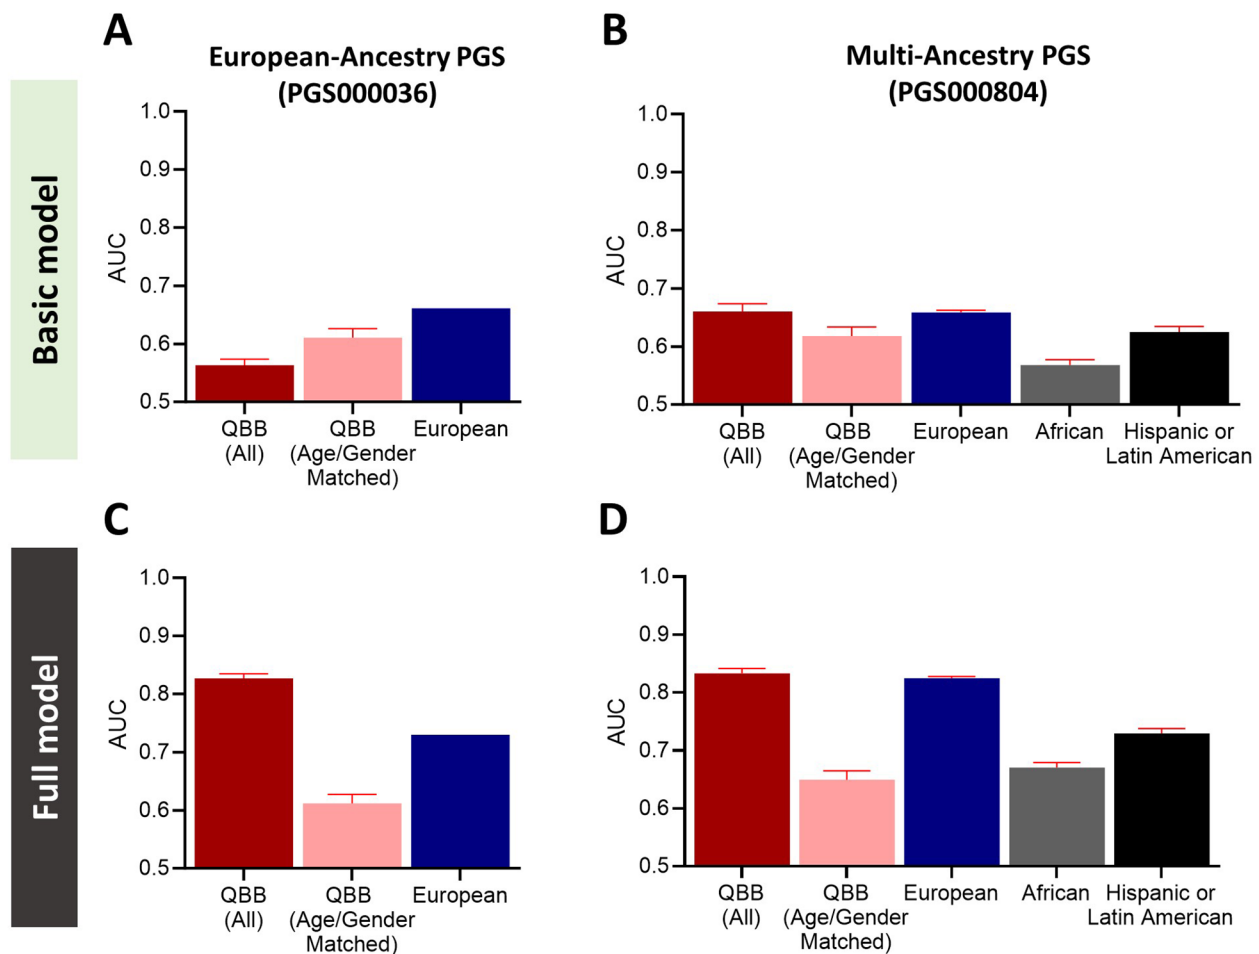 A
European-Ancestry PGS
(PGS000036)
B
Multi-Ancestry PGS
(PGS000804)
Basic model
AUC
1.0
0.9
0.8
0.7
0.6
0.5
QBB
(All)
QBB
(Age/Gender
Matched)
European
AUC
1.0
0.9
0.8
0.7
0.6
0.5
QBB
(All)
QBB
(Age/Gender
Matched)
European
African
Hispanic or
Latin American
Full model
C
AUC
1.0
0.9
0.8
0.7
0.6
0.5
QBB
(All)
QBB
(Age/Gender
Matched)
European
D
AUC
1.0
0.9
0.8
0.7
0.6
0.5
QBB
(All)
QBB
(Age/Gender
Matched)
European
African
Hispanic or
Latin American